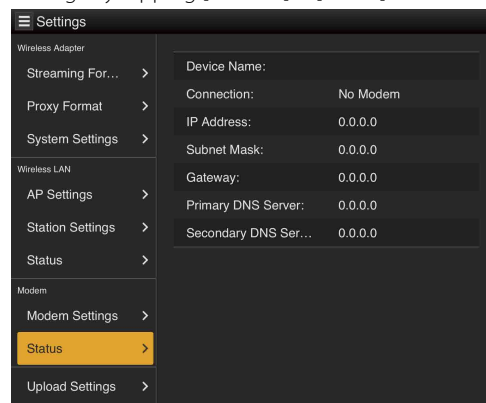 Settings
Wireless Adapter
Streaming For...
Proxy Format
System Settings
Wireless LAN
AP Settings
Station Settings
Status
Modem
Modem Settings
Status
Upload Settings
Device Name:
Connection: No Modem
IP Address: 0.0.0.0
Subnet Mask: 0.0.0.0
Gateway: 0.0.0.0
Primary DNS Server: 0.0.0.0
Secondary DNS Ser... 0.0.0.0